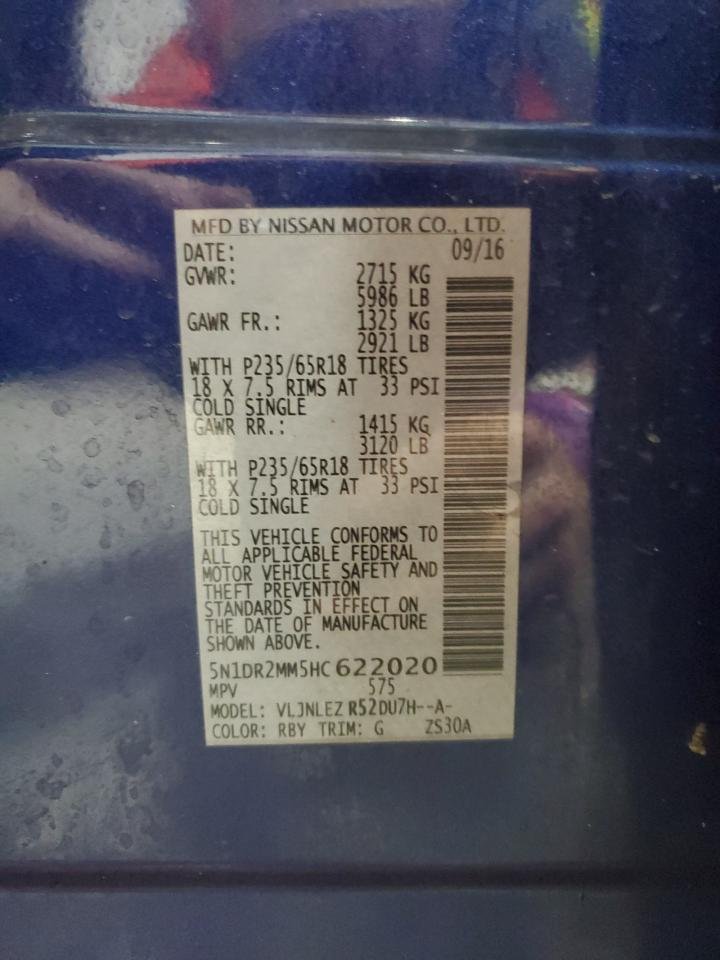 MFD BY NISSAN MOTOR CO., LTD.
DATE: 09/16
GVWR: 2715 KG
5986 LB
GAWR FR.: 1325 KG
2921 LB
WITH P235/65R18 TIRES
18 X 7.5 RIMS AT 33 PSI
COLD SINGLE
GAWR RR.: 1415 KG
3120 LB
WITH P235/65R18 TIRES
18 X 7.5 RIMS AT 33 PSI
COLD SINGLE
THIS VEHICLE CONFORMS TO
ALL APPLICABLE FEDERAL
MOTOR VEHICLE SAFETY AND
THEFT PREVENTION
STANDARDS IN EFFECT ON
THE DATE OF MANUFACTURE
SHOWN ABOVE.
5N1DR2MM5HC622020
MPV 575
MODEL: VLJNLEZ R52DU7H--A-
COLOR: RBY TRIM: G ZS30A